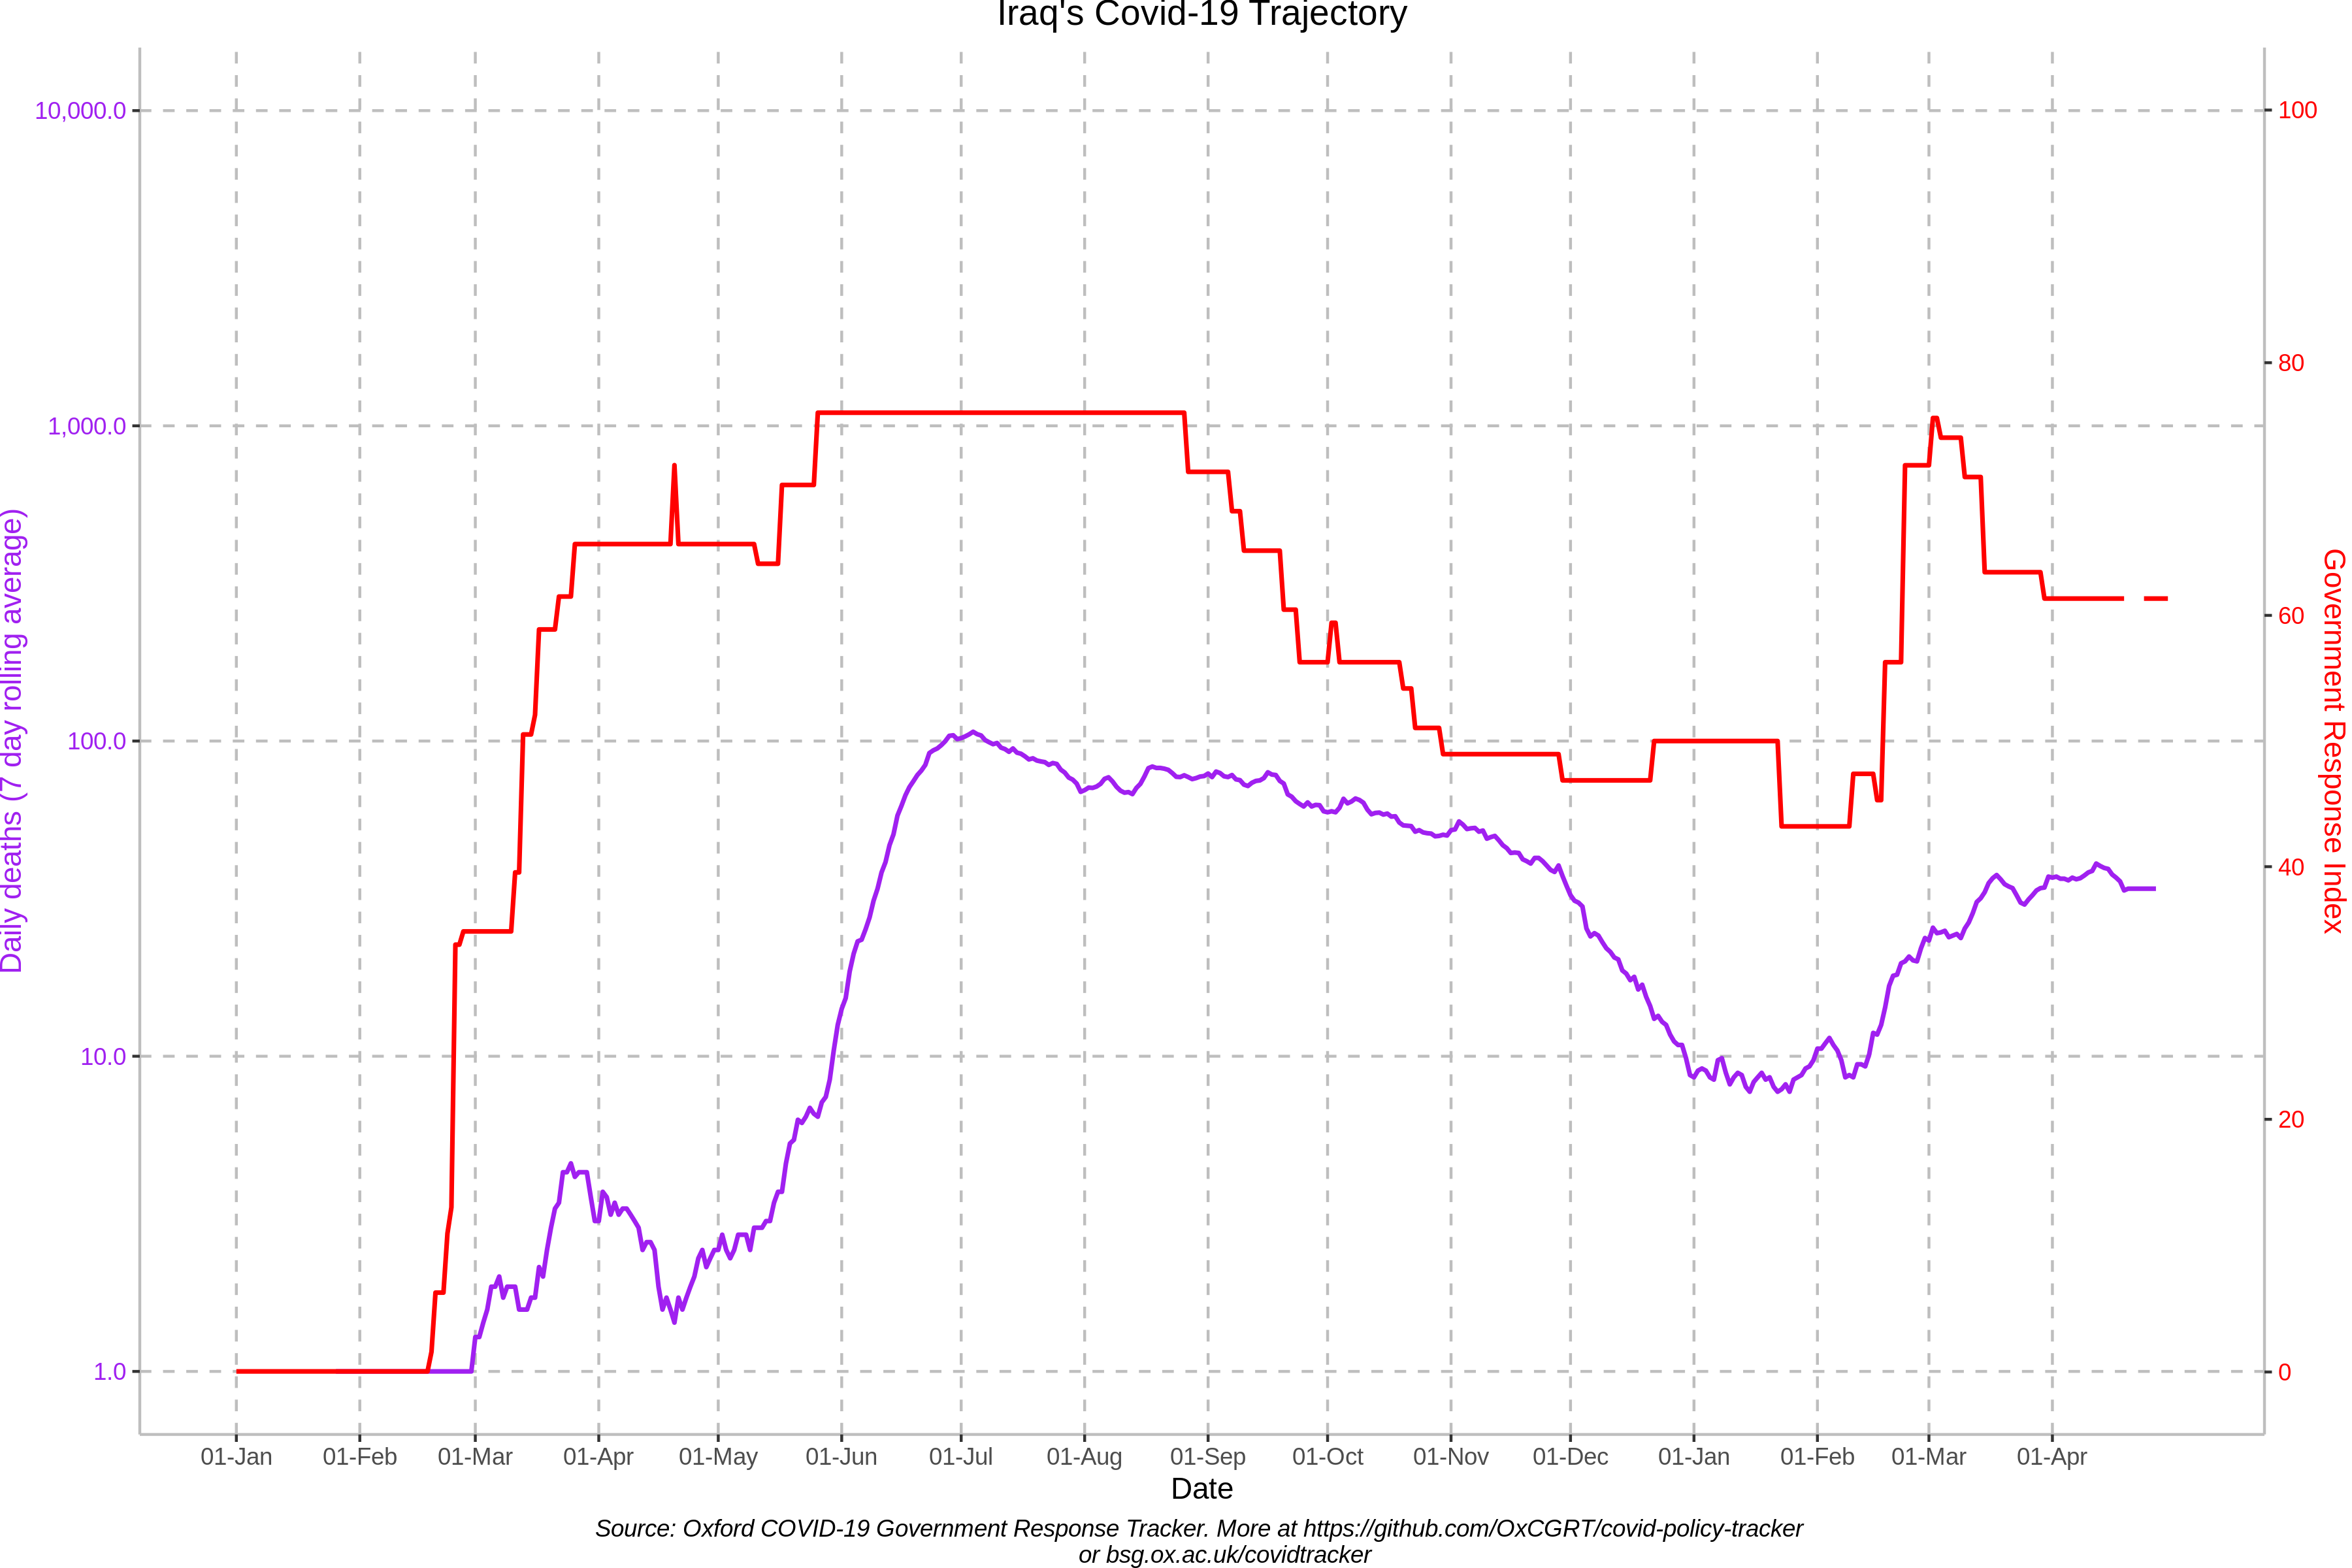 Iraq's Covid-19 Trajectory
10,000.0
1,000.0
100.0
10.0
1.0
Daily deaths (7 day rolling average)
100
80
60
40
20
0
Government Response Index
01-Jan 01-Feb 01-Mar 01-Apr 01-May 01-Jun 01-Jul 01-Aug 01-Sep 01-Oct 01-Nov 01-Dec 01-Jan 01-Feb 01-Mar 01-Apr
Date
Source: Oxford COVID-19 Government Response Tracker. More at https://github.com/OxCGRT/covid-policy-tracker
or bsg.ox.ac.uk/covidtracker